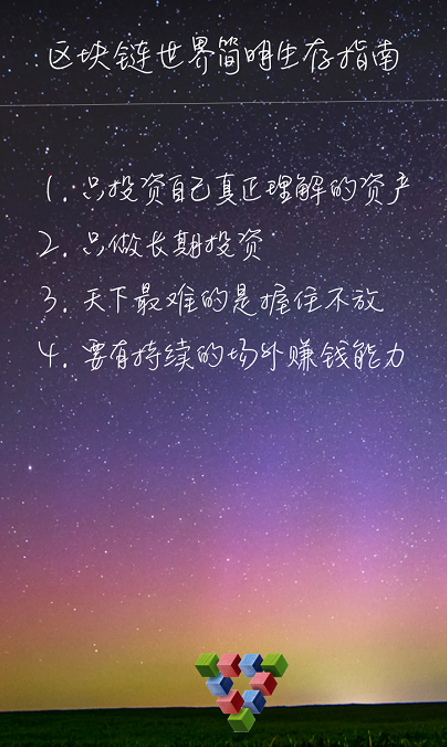 区块链世界简明生存指南
1. 只投资自己真正理解的资产
2. 只做长期投资
3. 天下最难的是握住不放
4. 要有持续的场外赚钱能力